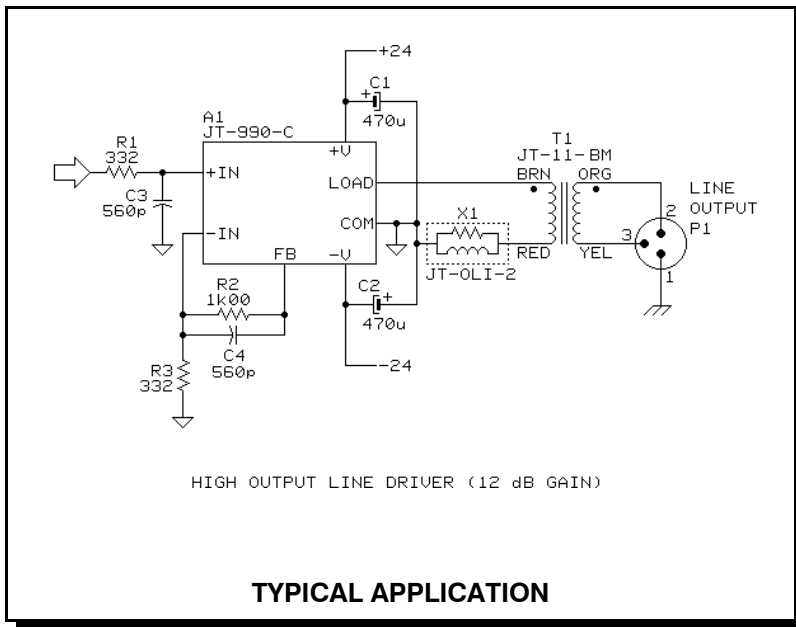 +24
C1
+
470u
A1
JT-990-C
R1
332
C3
560p
+IN
-IN
+V
LOAD
COM
FB
-V
T1
JT-11-BM
BRN
ORG
RED
YEL
X1
JT-OLI-2
LINE
OUTPUT
P1
2
3
1
R2
1k00
C4
560p
R3
332
C2
+
470u
-24
HIGH OUTPUT LINE DRIVER (12 dB GAIN)
TYPICAL APPLICATION